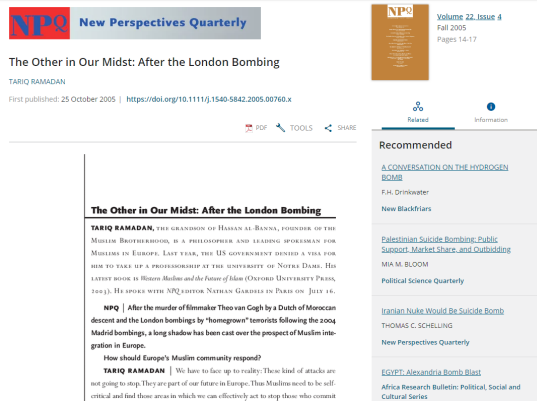 NPQ New Perspectives Quarterly
The Other in Our Midst: After the London Bombing
TARIQ RAMADAN
First published: 25 October 2005 | https://doi.org/10.1111/j.1540-5842.2005.00760.x
PDF TOOLS SHARE
The Other in Our Midst: After the London Bombing
TARIQ RAMADAN, THE GRANDSON OF HASSAN AL-BANNA, FOUNDER OF THE
MUSLIM BROTHERHOOD, IS A PHILOSOPHER AND LEADING SPOKESMAN FOR
MUSLIMS IN EUROPE. LAST YEAR, THE US GOVERNMENT DENIED A VISA FOR
HIM TO TAKE UP A PROFESSORSHIP AT THE UNIVERSITY OF NOTRE DAME. HIS
LATEST BOOK IS Western Muslims and the Future of Islam (OXFORD UNIVERSITY PRESS,
2003). HE SPOKE WITH NPQ EDITOR NATHAN GARDELS IN PARIS ON JULY 16.
NPQ | After the murder of filmmaker Theo van Gogh by a Dutch of Moroccan
descent and the London bombings by “homegrown” terrorists following the 2004
Madrid bombings, a long shadow has been cast over the prospect of Muslim inte-
gration in Europe.
How should Europe’s Muslim community respond?
TARIQ RAMADAN | We have to face up to reality: These kind of attacks are
not going to stop. They are part of our future in Europe. Thus Muslims need to be self-
critical and find those areas in which we can effectively act to stop those who commit
NPQ
Volume 22, Issue 4
Fall 2005
Pages 14-17
Related Information
Recommended
A CONVERSATION ON THE HYDROGEN
BOMB
F.H. Drinkwater
New Blackfriars
Palestinian Suicide Bombing: Public
Support, Market Share, and Outbidding
MIA M. BLOOM
Political Science Quarterly
Iranian Nuke Would Be Suicide Bomb
THOMAS C. SCHELLING
New Perspectives Quarterly
EGYPT: Alexandria Bomb Blast
Africa Research Bulletin: Political, Social and
Cultural Series